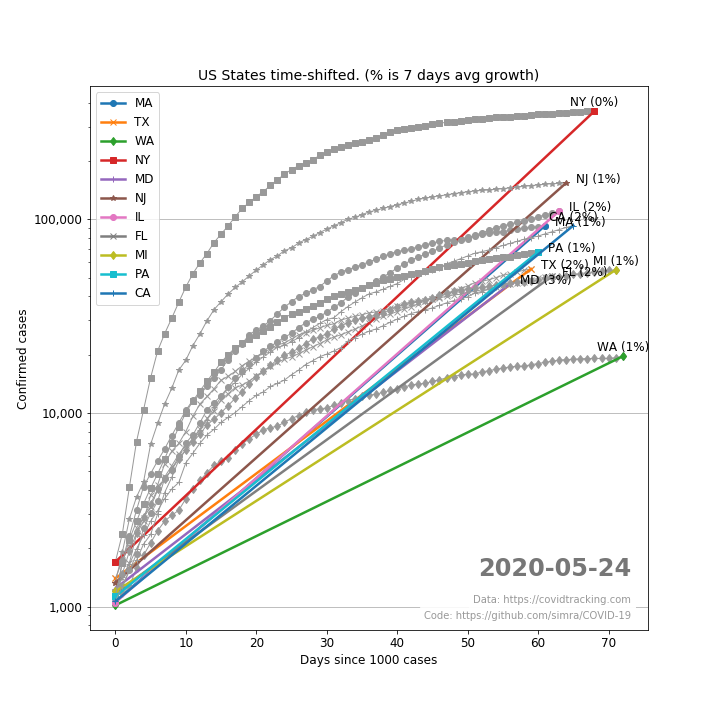 US States time-shifted. (% is 7 days avg growth)
MA
TX
WA
NY
MD
NJ
IL
FL
MI
PA
CA
NY (0%)
NJ (1%)
IL (2%)
CA (2%)
MA (1%)
PA (1%)
MI (1%)
TX (2%)
FL (2%)
MD (3%)
WA (1%)
100,000
10,000
1,000
Confirmed cases
2020-05-24
Data: https://covidtracking.com
Code: https://github.com/simra/COVID-19
0 10 20 30 40 50 60 70
Days since 1000 cases